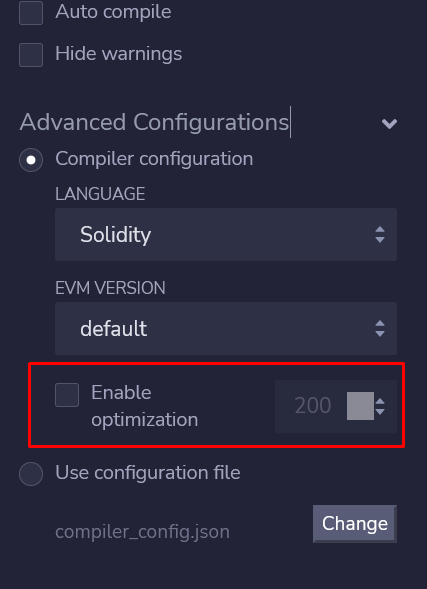 Auto compile
Hide warnings
Advanced Configurations
Compiler configuration
LANGUAGE
Solidity
EVM VERSION
default
Enable
optimization
200
Use configuration file
compiler_config.json
Change